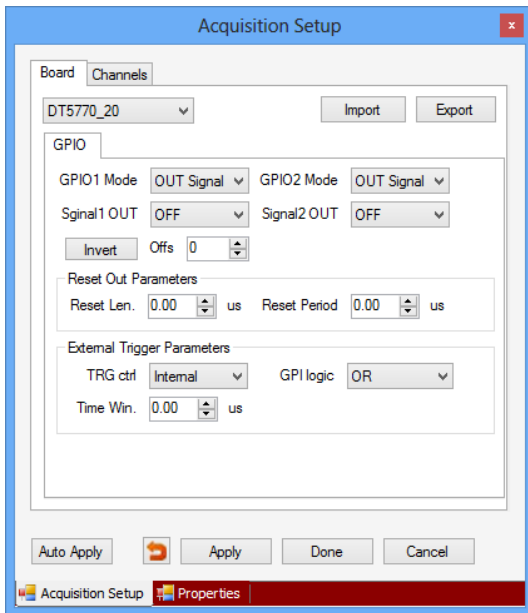 Acquisition Setup
x
Board Channels
DT5770_20 Import Export
GPIO
GPIO1 Mode OUT Signal GPIO2 Mode OUT Signal
Sginal1 OUT OFF Signal2 OUT OFF
Invert Offs 0
Reset Out Parameters
Reset Len. 0.00 us Reset Period 0.00 us
External Trigger Parameters
TRG ctrl Internal GPI logic OR
Time Win. 0.00 us
Auto Apply Apply Done Cancel
Acquisition Setup Properties